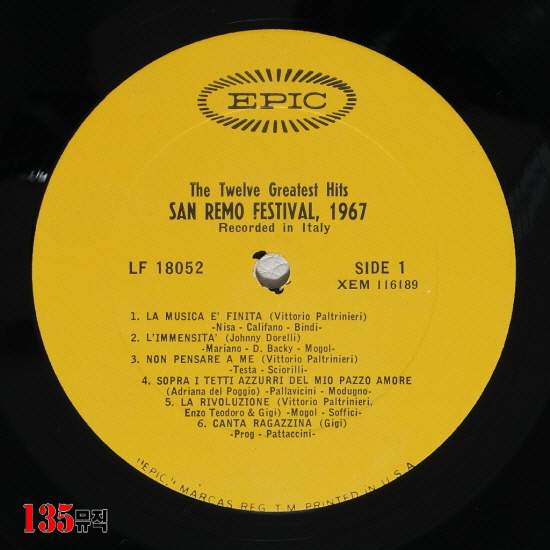 EPIC
The Twelve Greatest Hits
SAN REMO FESTIVAL, 1967
Recorded in Italy
LF 18052
SIDE 1
XEM 116189
1. LA MUSICA E' FINITA (Vittorio Paltrinieri)
-Nisa - Califano - Bindi-
2. L'IMMENSITA' (Johnny Dorelli)
-Mariano - D. Backy - Mogol-
3. NON PENSARE A ME (Vittorio Paltrinieri)
-Testa - Sciorilli-
4. SOPRA I TETTI AZZURRI DEL MIO PAZZO AMORE
(Adriana del Poggio) -Pallavicini - Modugno-
5. LA RIVOLUZIONE (Vittorio Paltrinieri,
Enzo Teodoro & Gigi) -Mogol - Soffici-
6. CANTA RAGAZZINA (Gigi)
-Prog - Pattaccini-
"EPIC" MARCAS REG. T.M. PRINTED IN U.S.A.
135뮤직